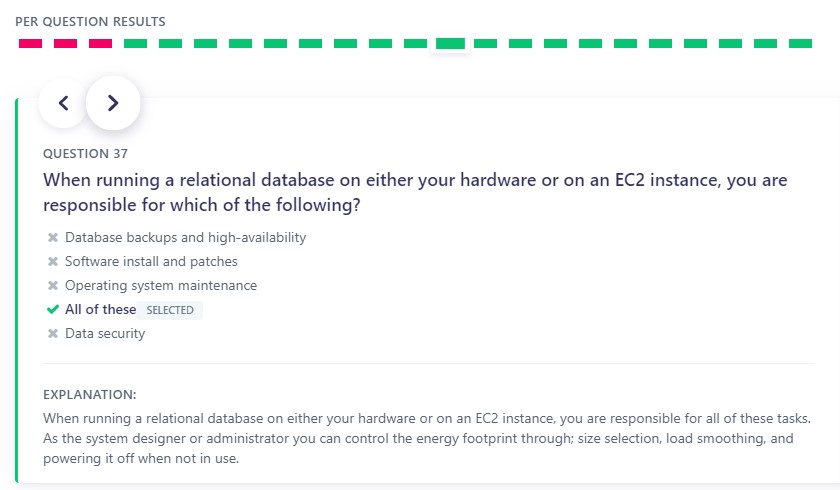 PER QUESTION RESULTS
QUESTION 37
When running a relational database on either your hardware or on an EC2 instance, you are
responsible for which of the following?
Database backups and high-availability
Software install and patches
Operating system maintenance
All of these SELECTED
Data security
EXPLANATION:
When running a relational database on either your hardware or on an EC2 instance, you are responsible for all of these tasks.
As the system designer or administrator you can control the energy footprint through; size selection, load smoothing, and
powering it off when not in use.